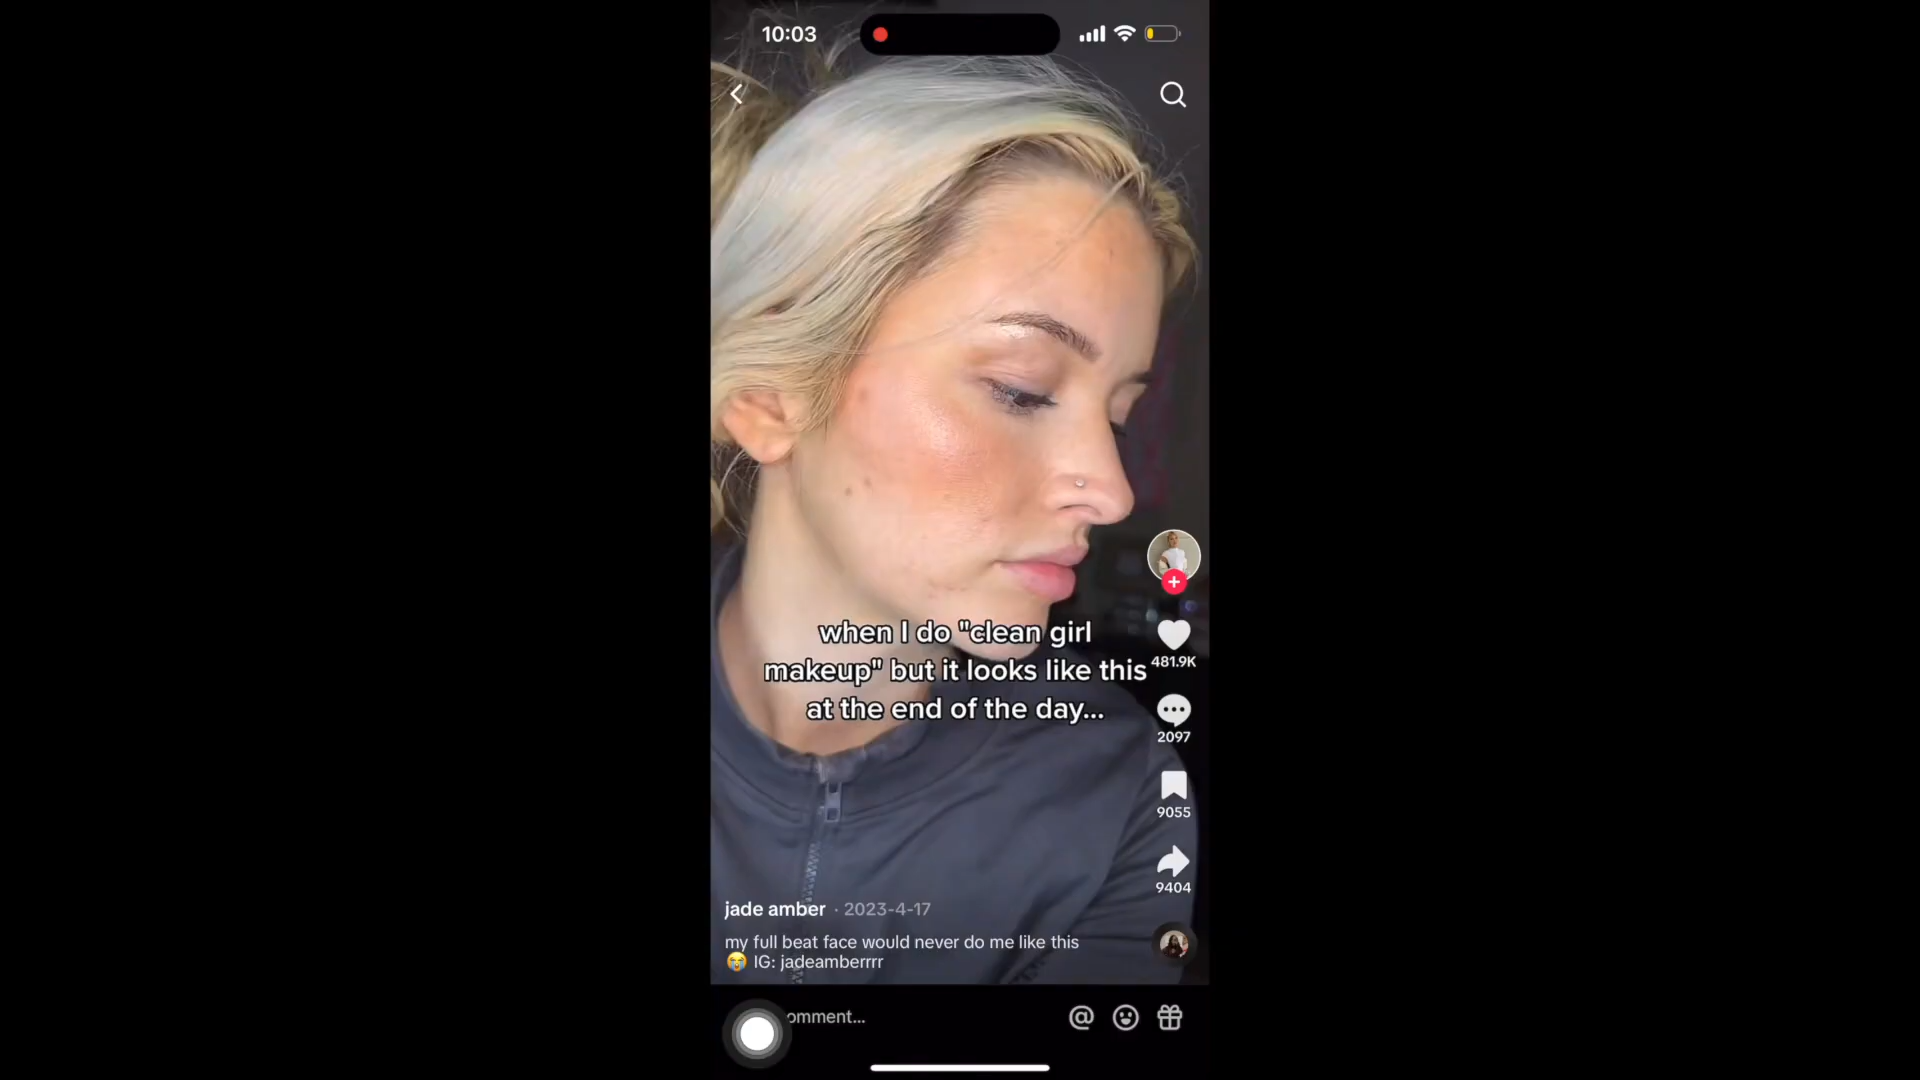 10:03
when I do "clean girl
makeup" but it looks like this
at the end of the day...
481.9K
2097
9055
9404
jade amber · 2023-4-17
my full beat face would never do me like this
😭 IG: jadeamberrrr
omment...